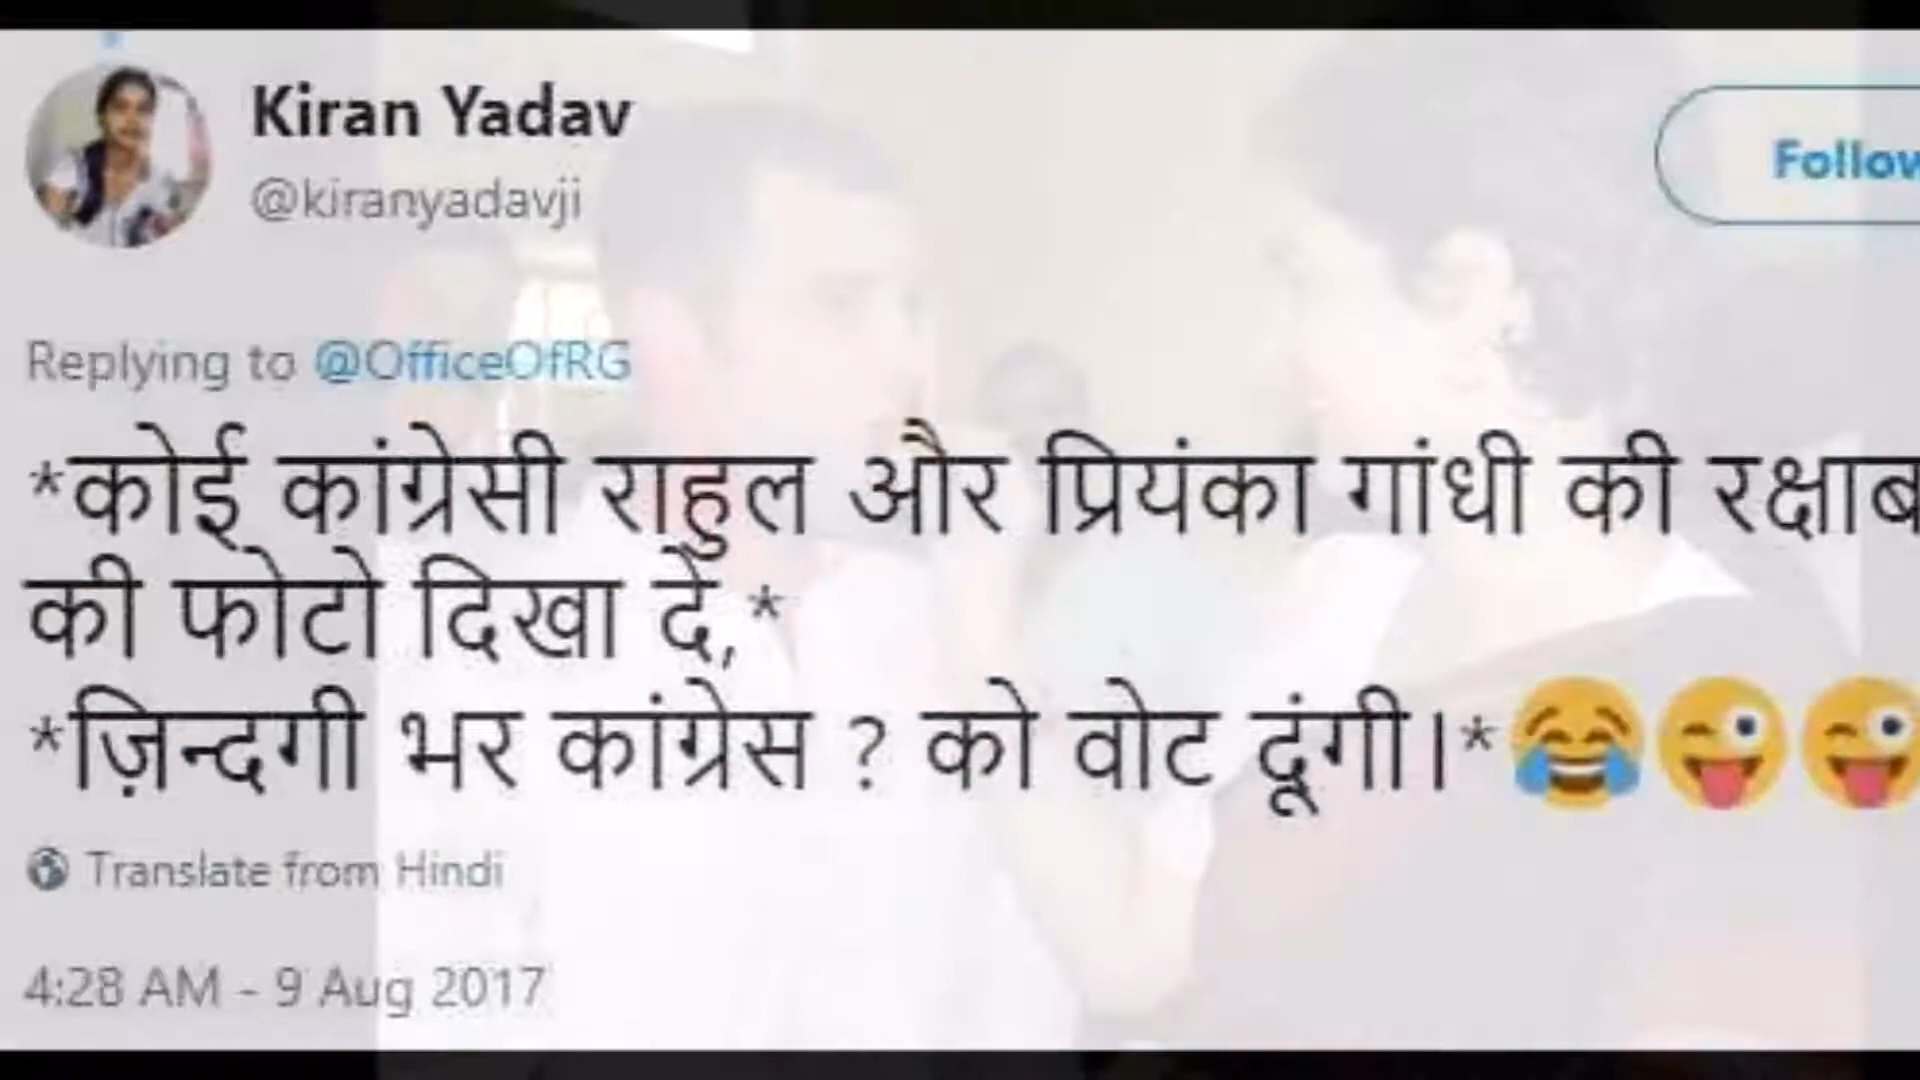 Kiran Yadav
@kiranyadavji
Follow
Replying to @OfficeOfRG
*कोई कांग्रेसी राहुल और प्रियंका गांधी की रक्षाब
की फोटो दिखा दे,*
*ज़िन्दगी भर कांग्रेस ? को वोट दूंगी।*😂😜😜
Translate from Hindi
4:28 AM - 9 Aug 2017